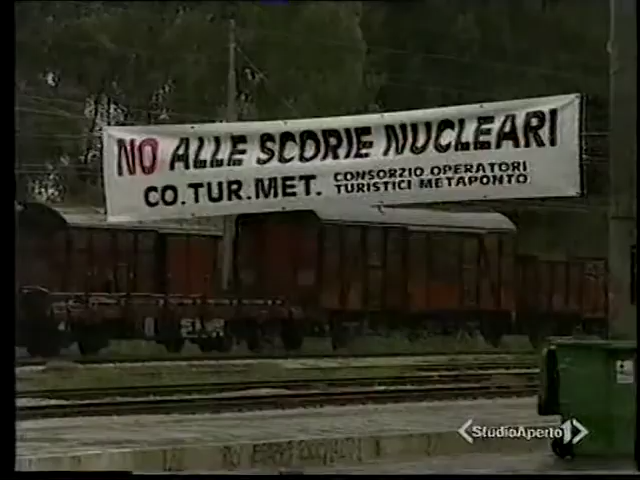 NO ALLE SCORIE NUCLEARI
CO.TUR.MET. CONSORZIO OPERATORI
TURISTICI METAPONTO
StudioAperto